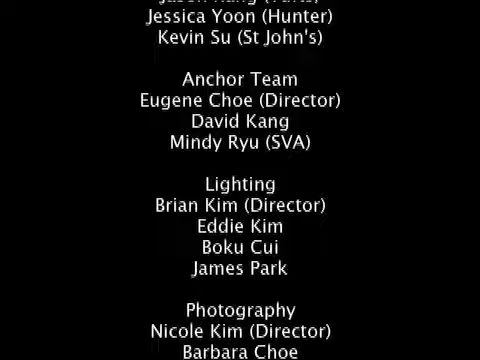 Jessica Yoon (Hunter)
Kevin Su (St John's)
Anchor Team
Eugene Choe (Director)
David Kang
Mindy Ryu (SVA)
Lighting
Brian Kim (Director)
Eddie Kim
Boku Cui
James Park
Photography
Nicole Kim (Director)
Barbara Choe